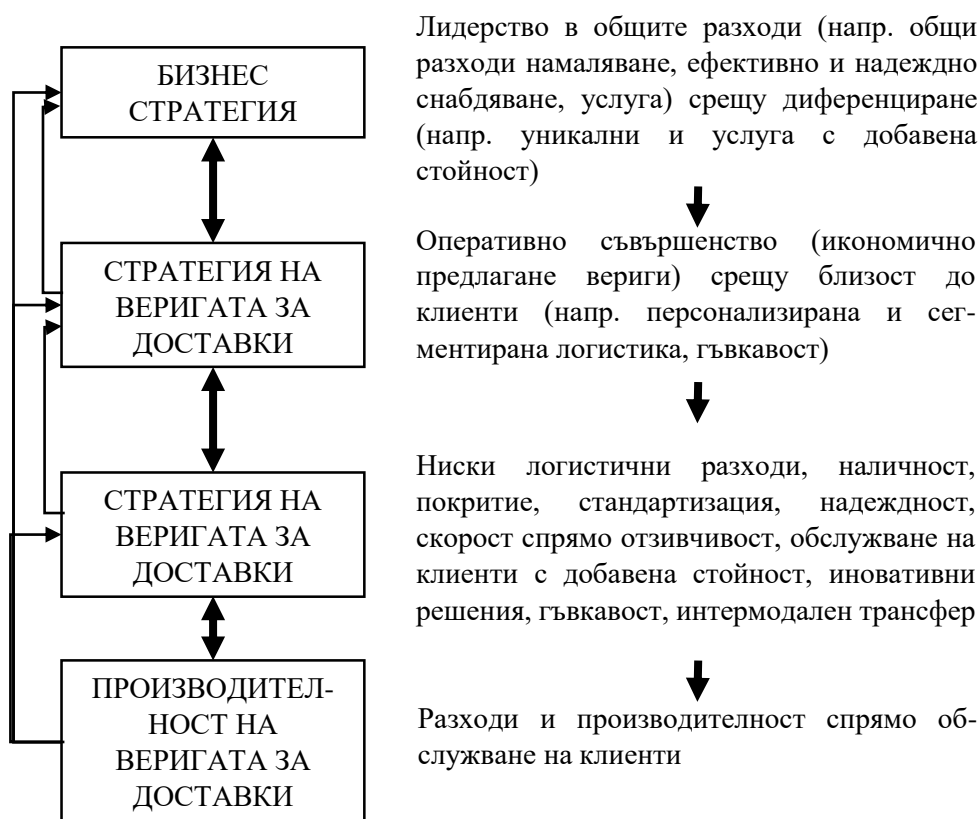 БИЗНЕС
СТРАТЕГИЯ
Лидерство в общите разходи (напр. общи
разходи намаляване, ефективно и надеждно
снабдяване, услуга) срещу диференциране
(напр. уникални и услуга с добавена
стойност)
СТРАТЕГИЯ НА
ВЕРИГАТА ЗА
ДОСТАВКИ
Оперативно съвършенство (икономично
предлагане вериги) срещу близост до
клиенти (напр. персонализирана и сег-
ментирана логистика, гъвкавост)
СТРАТЕГИЯ НА
ВЕРИГАТА ЗА
ДОСТАВКИ
Ниски логистични разходи, наличност,
покритие, стандартизация, надеждност,
скорост спрямо отзивчивост, обслужване на
клиенти с добавена стойност, иновативни
решения, гъвкавост, интермодален трансфер
ПРОИЗВОДИТЕЛ-
НОСТ НА
ВЕРИГАТА ЗА
ДОСТАВКИ
Разходи и производителност спрямо об-
служване на клиенти